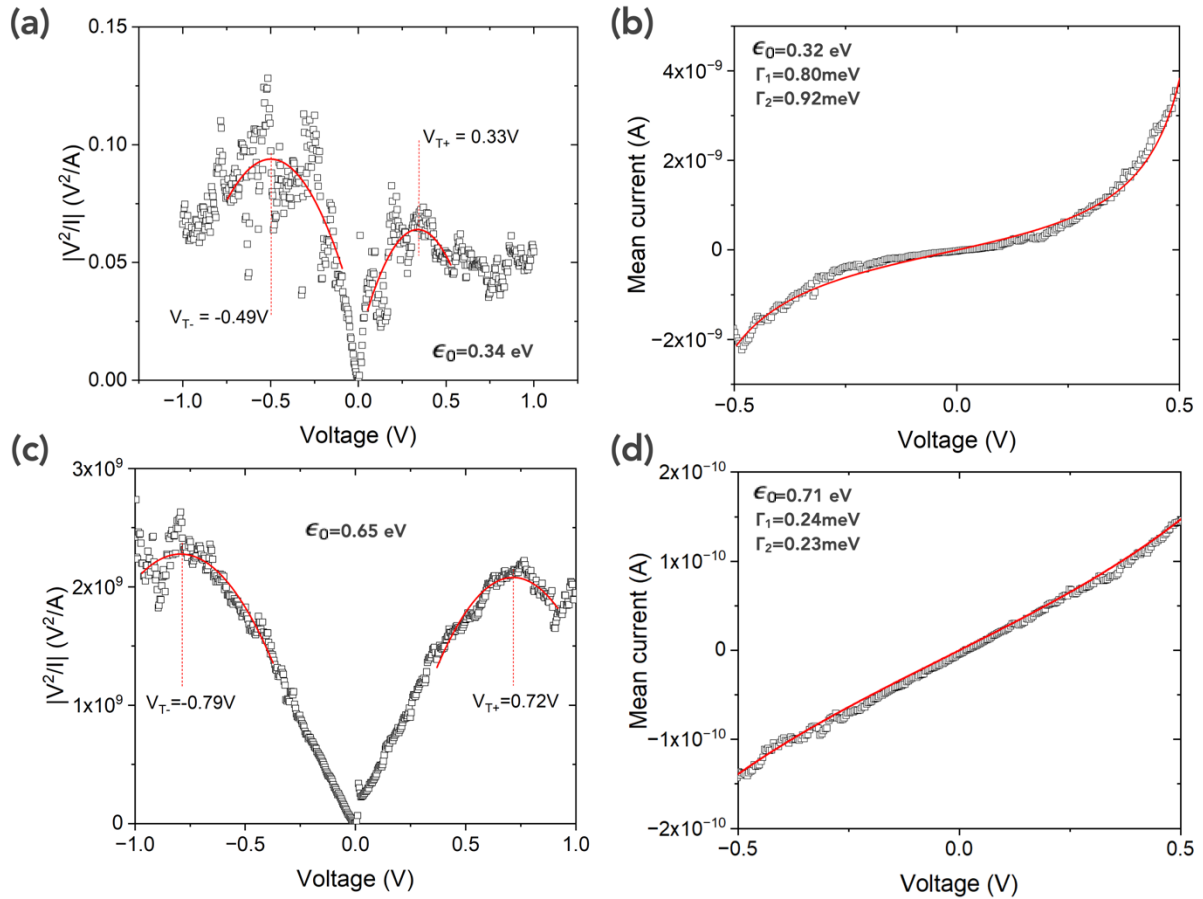 (a)
0.15
0.10
0.05
0.00
|V²/I| (V²/A)
V_T+ = 0.33V
V_T- = -0.49V
ϵ0=0.34 eV
−1.0 −0.5 0.0 0.5 1.0
Voltage (V)
(b)
4x10⁻⁹
2x10⁻⁹
0
−2x10⁻⁹
Mean current (A)
ϵ0=0.32 eV
Γ₁=0.80meV
Γ₂=0.92meV
−0.5 0.0 0.5
Voltage (V)
(c)
3x10⁹
2x10⁹
1x10⁹
0
|V²/I| (V²/A)
ϵ0=0.65 eV
V_T-=-0.79V
V_T+=0.72V
−1.0 −0.5 0.0 0.5 1.0
Voltage (V)
(d)
2x10⁻¹⁰
1x10⁻¹⁰
0
−1x10⁻¹⁰
−2x10⁻¹⁰
Mean current (A)
ϵ0=0.71 eV
Γ₁=0.24meV
Γ₂=0.23meV
−0.5 0.0 0.5
Voltage (V)